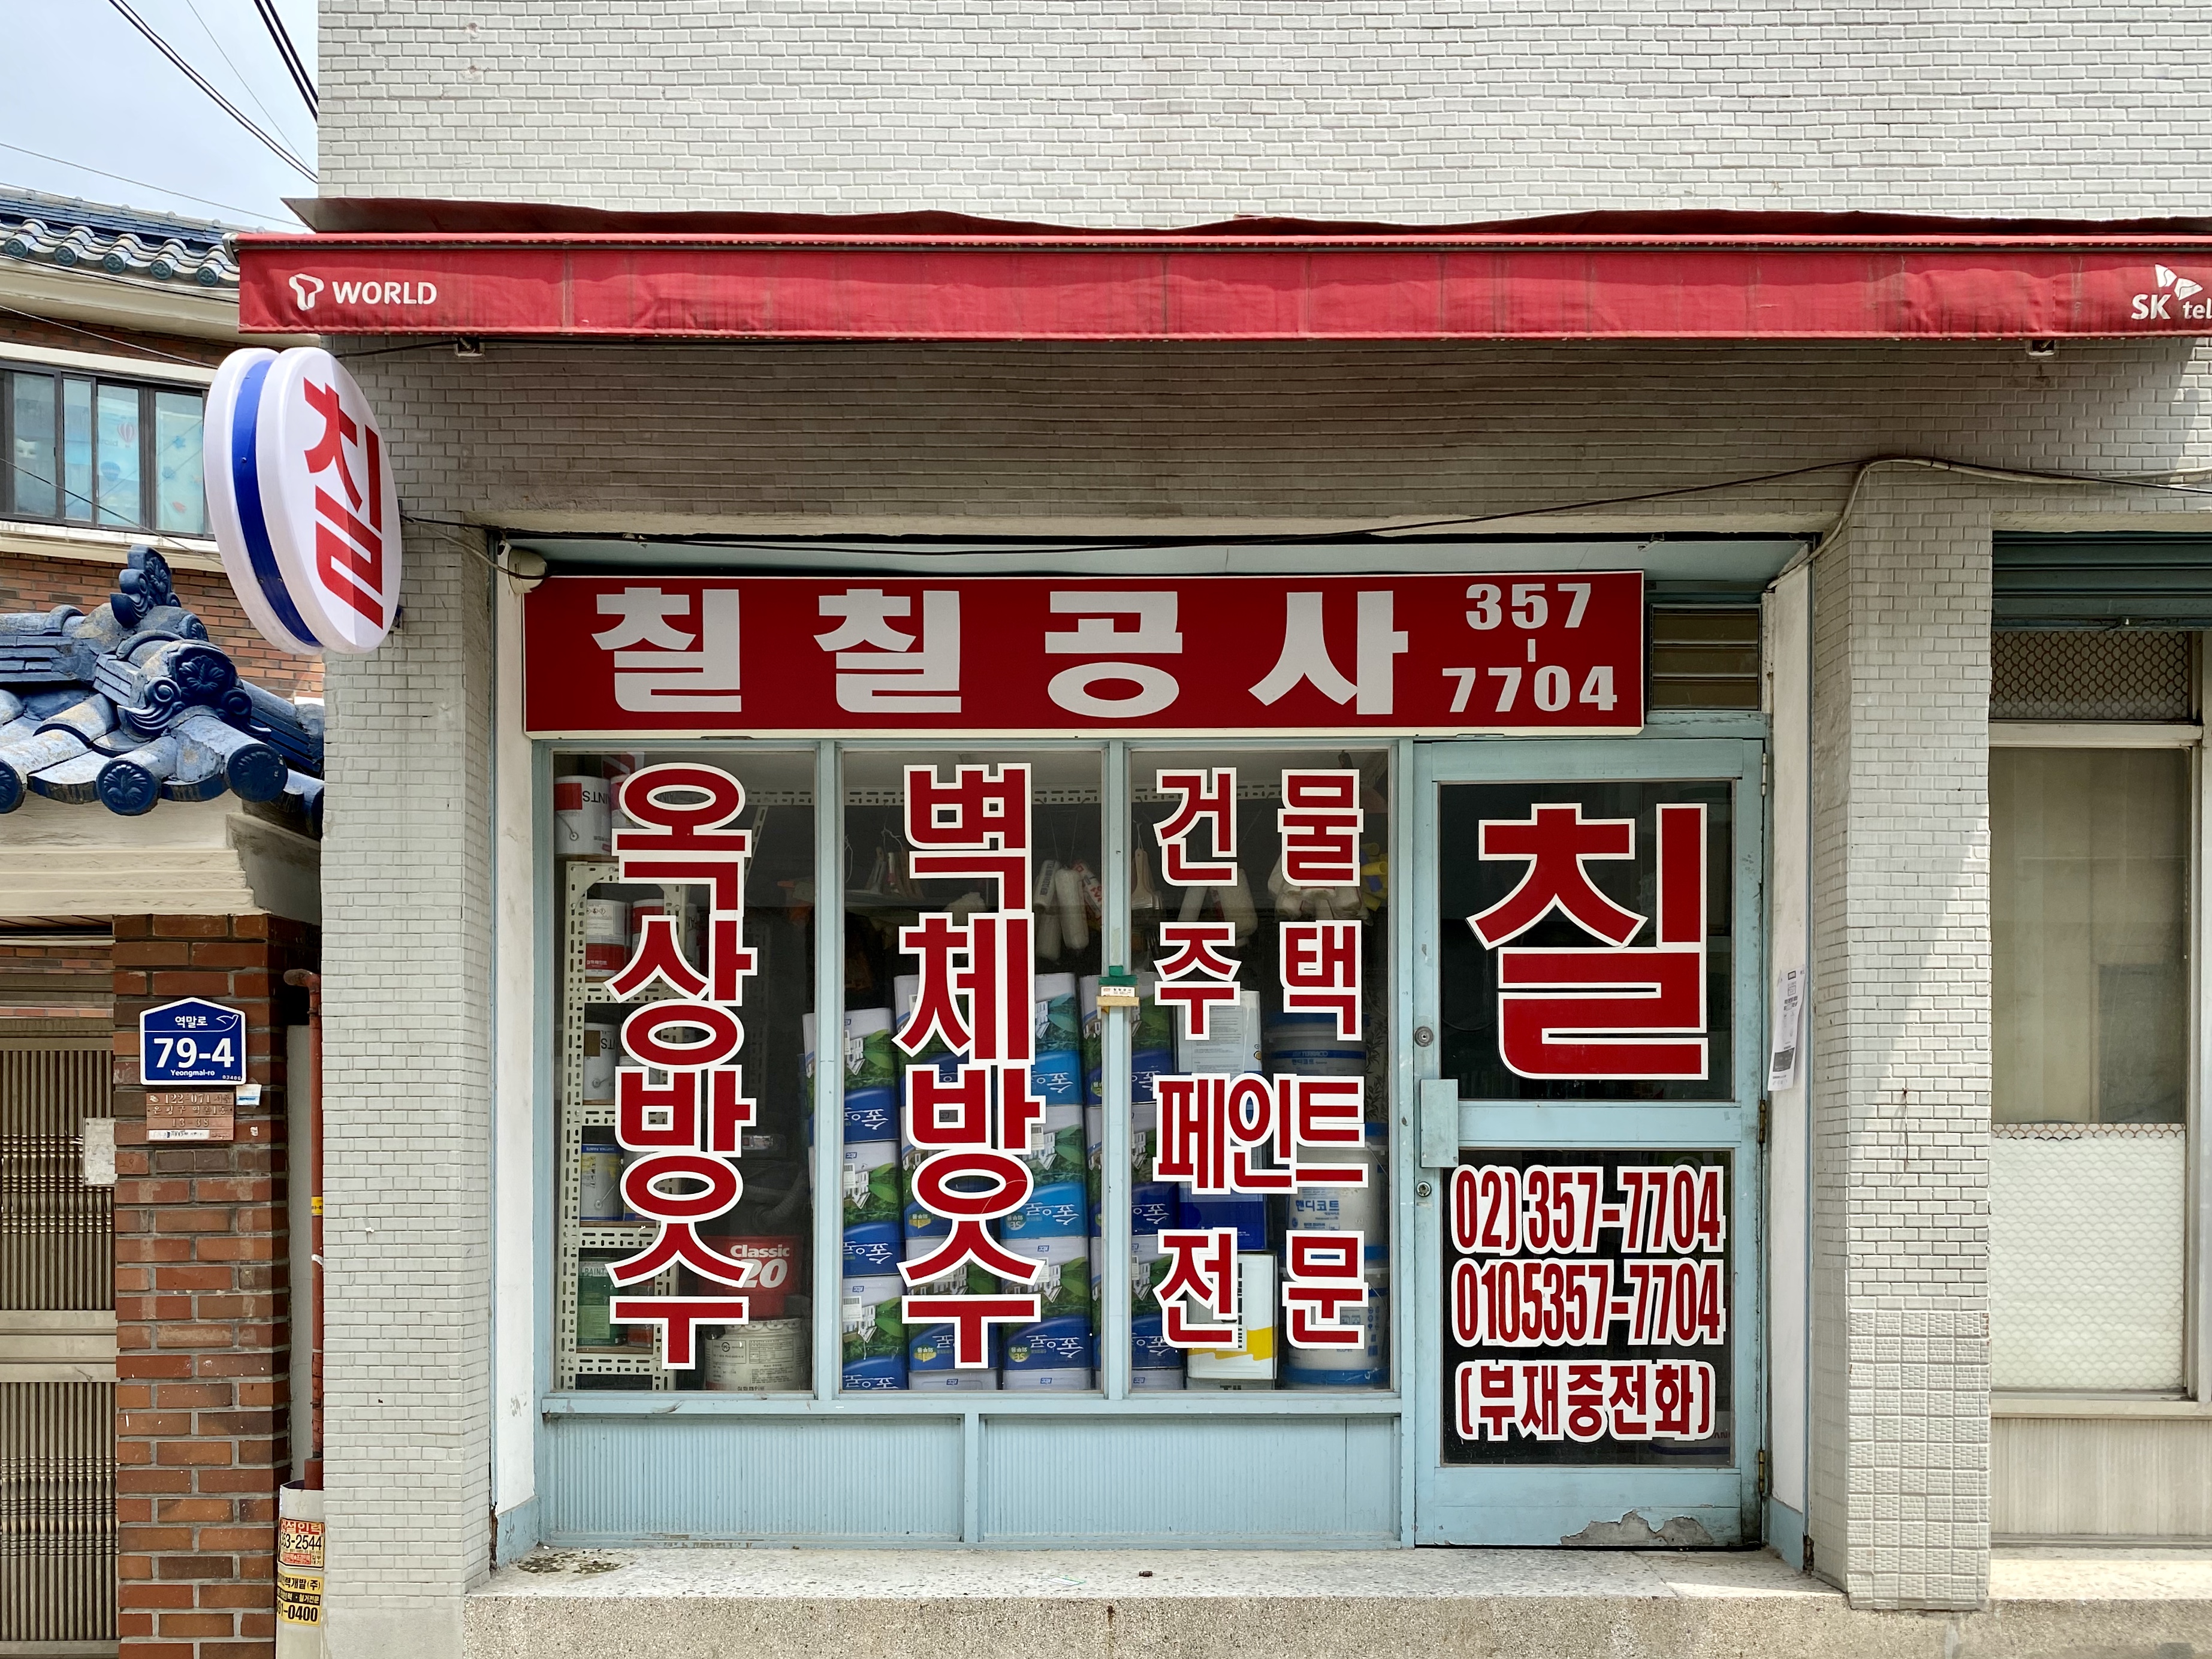 WORLD
SK tel
칠
칠칠공사
357
-
7704
옥상방수
벽체방수
건물
주택
페인트
전문
칠
02)357-7704
0105357-7704
(부재중전화)
역말로
79-4
Yeongmal-ro
Classic
20